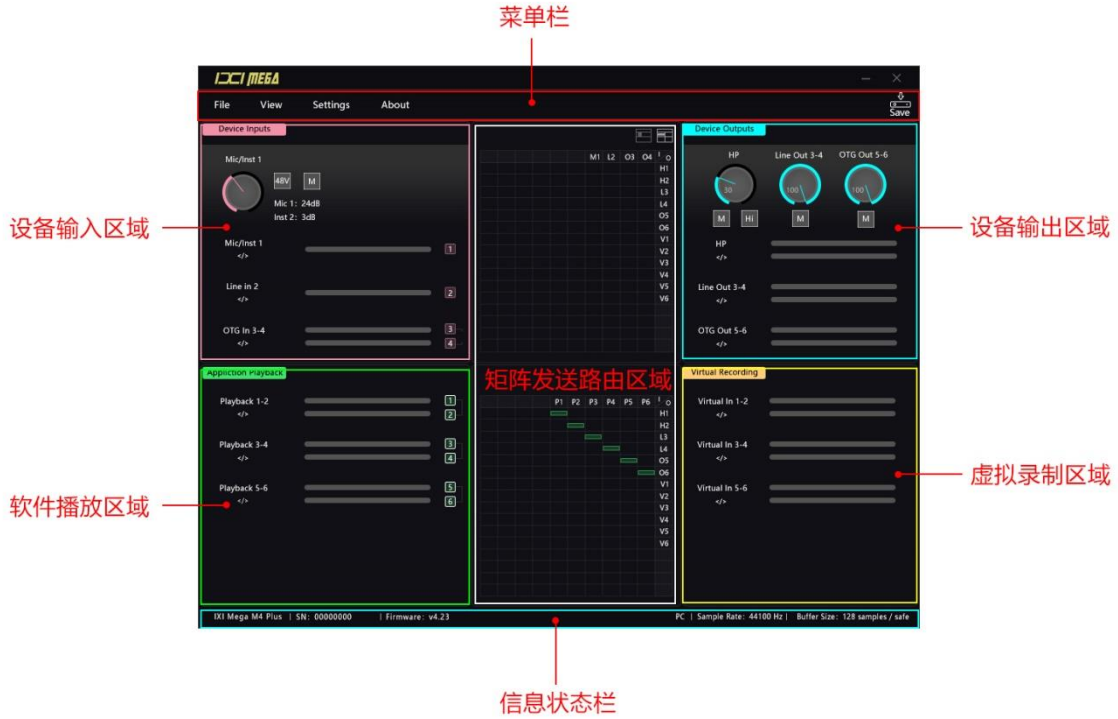 菜单栏
IXI MEGA
File View Settings About Save
Device Inputs
Mic/Inst 1
48V M
Mic 1: 24dB
Inst 2: 3dB
Mic/Inst 1
</> 1
Line in 2
</> 2
OTG In 3-4
</> 3
4
设备输入区域
M1 L2 O3 O4 I O
H1
H2
L3
L4
O5
O6
V1
V2
V3
V4
V5
V6
Device Outputs
HP Line Out 3-4 OTG Out 5-6
30 100 100
M Hi M M
HP
</>
Line Out 3-4
</>
OTG Out 5-6
</>
设备输出区域
Appliction Playback
Playback 1-2 1
</> 2
Playback 3-4 3
</> 4
Playback 5-6 5
</> 6
软件播放区域
矩阵发送路由区域
P1 P2 P3 P4 P5 P6 I O
H1
H2
L3
L4
O5
O6
V1
V2
V3
V4
V5
V6
Virtual Recording
Virtual In 1-2
</>
Virtual In 3-4
</>
Virtual In 5-6
</>
虚拟录制区域
IXI Mega M4 Plus | SN: 00000000 | Firmware: v4.23 PC | Sample Rate: 44100 Hz | Buffer Size: 128 samples / safe
信息状态栏